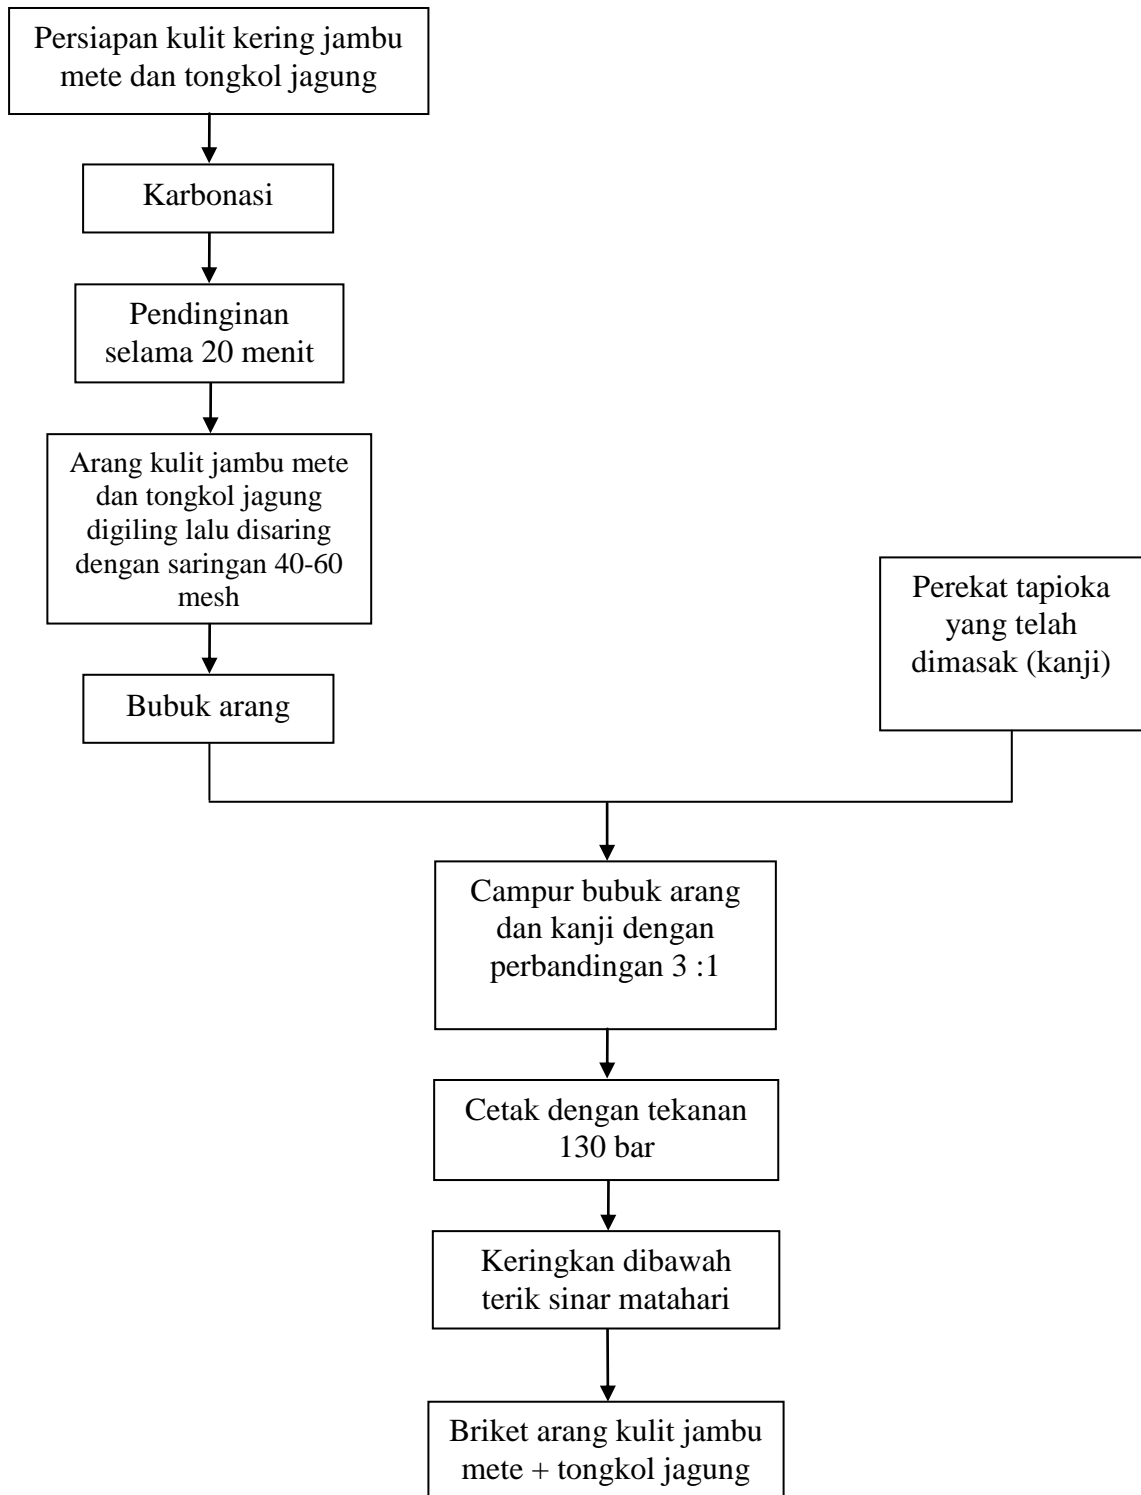 Persiapan kulit kering jambu
mete dan tongkol jagung
Karbonasi
Pendinginan
selama 20 menit
Arang kulit jambu mete
dan tongkol jagung
digiling lalu disaring
dengan saringan 40-60
mesh
Bubuk arang
Perekat tapioka
yang telah
dimasak (kanji)
Campur bubuk arang
dan kanji dengan
perbandingan 3 :1
Cetak dengan tekanan
130 bar
Keringkan dibawah
terik sinar matahari
Briket arang kulit jambu
mete + tongkol jagung